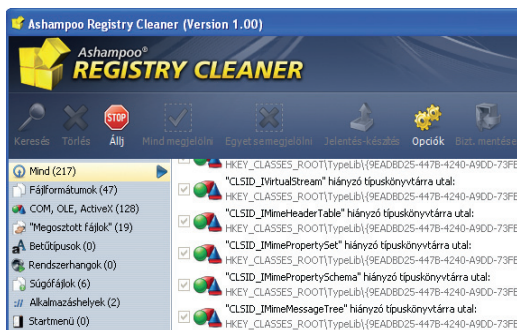 Ashampoo Registry Cleaner (Version 1.00)
Ashampoo®
REGISTRY CLEANER
STOP
Keresés Törlés Állj Mind megjelölni Egyet semegjelölni Jelentés-készítés Opciók Bizt. mentése
Mind (217)
Fájlformátumok (47)
COM, OLE, ActiveX (128)
"Megosztott fájlok" (19)
Betűtípusok (0)
Rendszerhangok (0)
Súgófájlok (6)
Alkalmazáshelyek (2)
Startmenü (0)
HKEY_CLASSES_ROOT\TypeLib\{9EADBD25-447B-4240-A9DD-73FE
"CLSID_IVirtualStream" hiányzó típuskönyvtárra utal:
HKEY_CLASSES_ROOT\TypeLib\{9EADBD25-447B-4240-A9DD-73FE
"CLSID_IMimeHeaderTable" hiányzó típuskönyvtárra utal:
HKEY_CLASSES_ROOT\TypeLib\{9EADBD25-447B-4240-A9DD-73FE
"CLSID_IMimePropertySet" hiányzó típuskönyvtárra utal:
HKEY_CLASSES_ROOT\TypeLib\{9EADBD25-447B-4240-A9DD-73FE
"CLSID_IMimePropertySchema" hiányzó típuskönyvtárra utal:
HKEY_CLASSES_ROOT\TypeLib\{9EADBD25-447B-4240-A9DD-73FE
"CLSID_IMimeMessageTree" hiányzó típuskönyvtárra utal:
HKEY_CLASSES_ROOT\TypeLib\{9EADBD25-447B-4240-A9DD-73FE